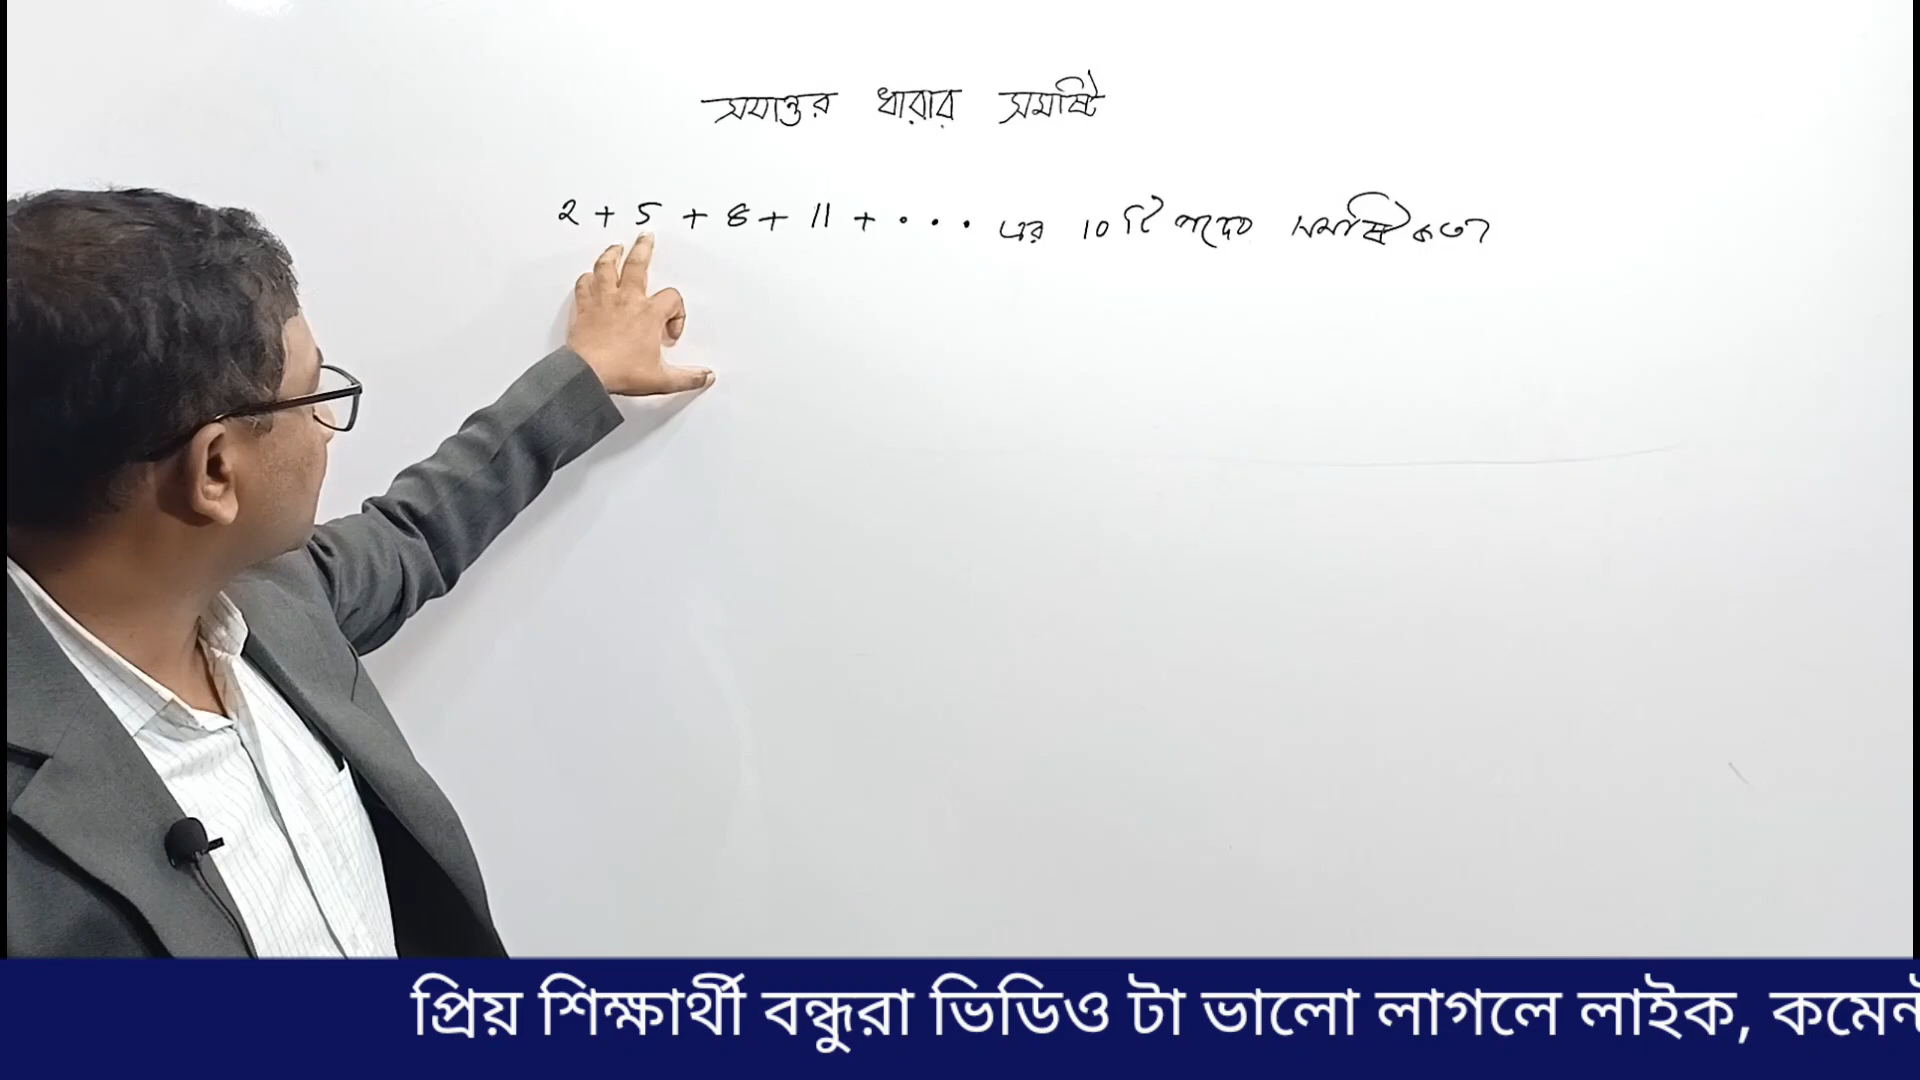 সমান্তর ধারার সমষ্টি
2 + 5 + 8 + 11 + . . . এর 10 টি পদের সমষ্টি কত?
প্রিয় শিক্ষার্থী বন্ধুরা ভিডিও টা ভালো লাগলে লাইক, কমেন্ট